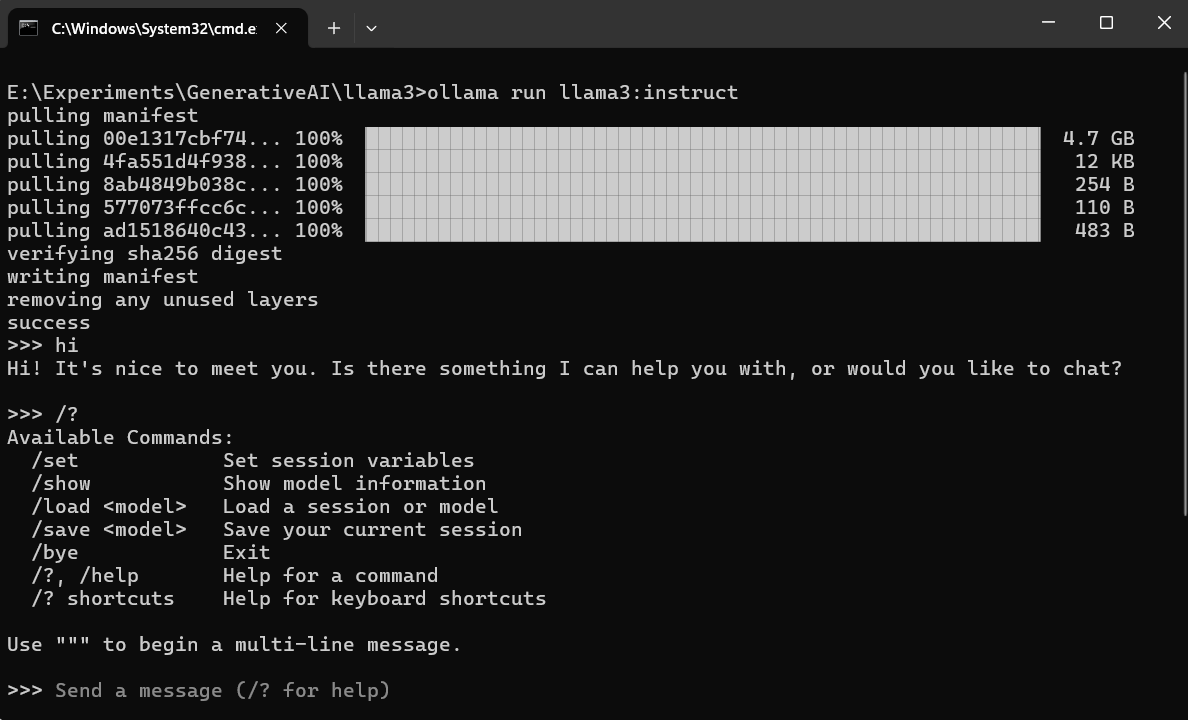 C:\Windows\System32\cmd.e
E:\Experiments\GenerativeAI\llama3>ollama run llama3:instruct
pulling manifest
pulling 00e1317cbf74... 100% 4.7 GB
pulling 4fa551d4f938... 100% 12 KB
pulling 8ab4849b038c... 100% 254 B
pulling 577073ffcc6c... 100% 110 B
pulling ad1518640c43... 100% 483 B
verifying sha256 digest
writing manifest
removing any unused layers
success
>>> hi
Hi! It's nice to meet you. Is there something I can help you with, or would you like to chat?
>>> /?
Available Commands:
/set Set session variables
/show Show model information
/load <model> Load a session or model
/save <model> Save your current session
/bye Exit
/?, /help Help for a command
/? shortcuts Help for keyboard shortcuts
Use """ to begin a multi-line message.
>>> Send a message (/? for help)